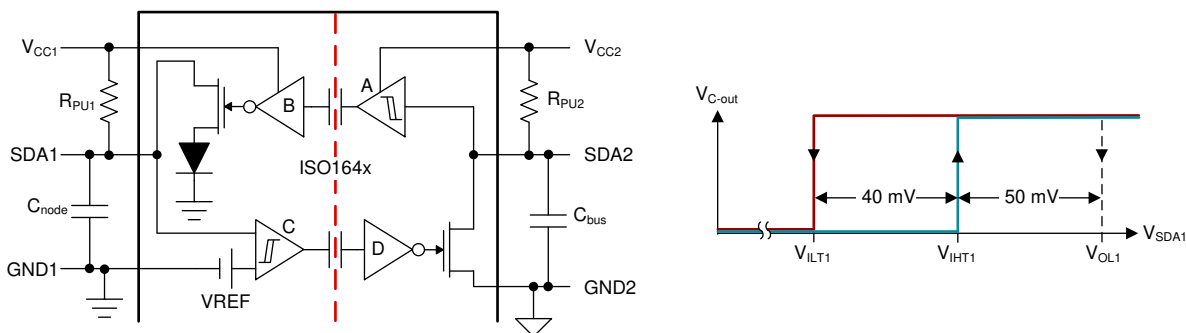 VCC1
VCC2
A
B
RPU1
RPU2
SDA1
SDA2
ISO164x
Cnode
Cbus
C
D
GND1
GND2
VREF
VC-out
40 mV
50 mV
VSDA1
VILT1
VIHT1
VOL1